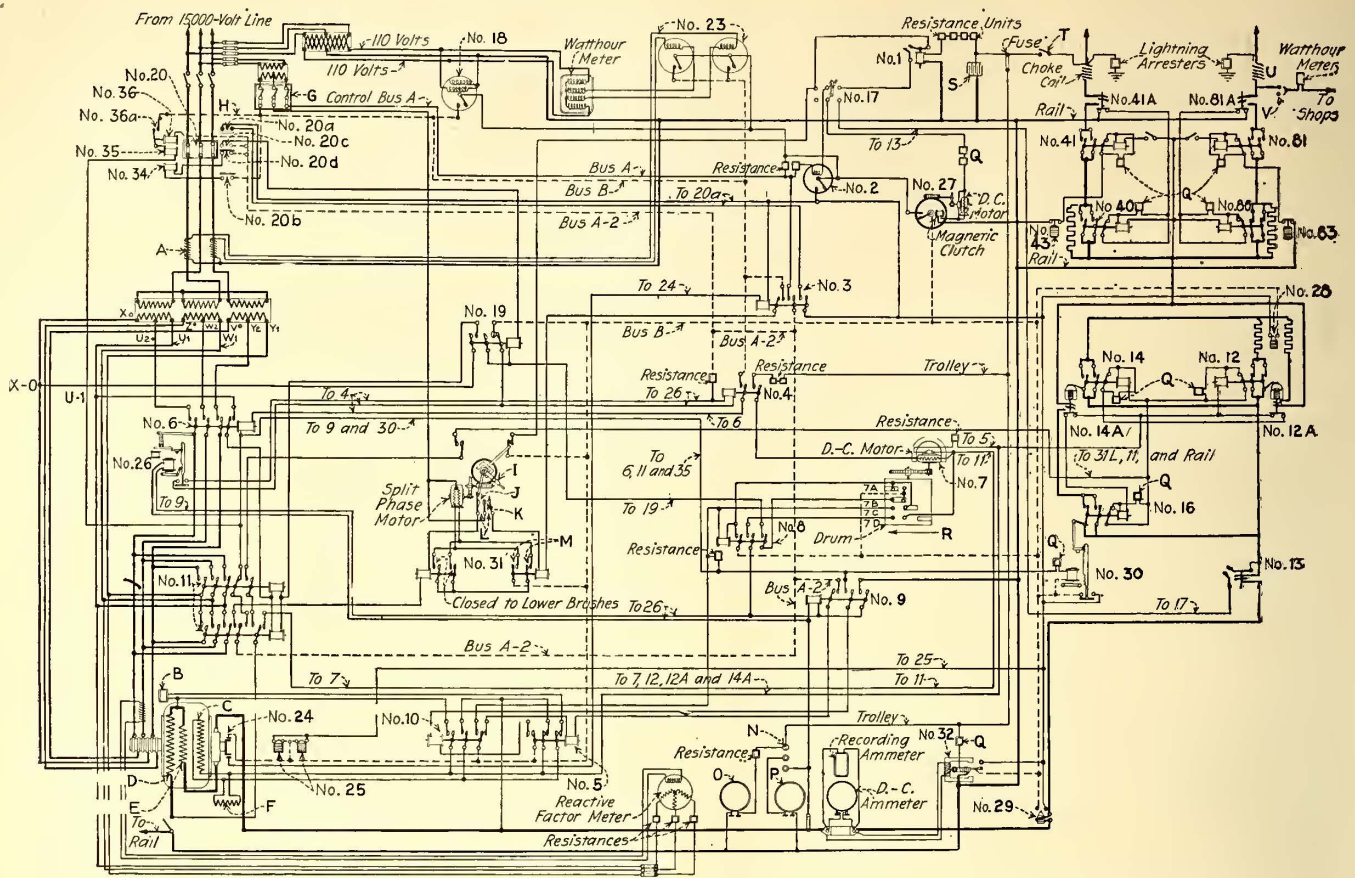 From 15000-Volt Line
110 Volts
110 Volts
No. 18
Watthour
Meter
No. 23
Resistance Units
No.1
Fuse
T
Choke
Coil
Lightning
Arresters
U
Watthour
Meters
To
Shops
V
No.20
No. 36
No. 36a
No. 35
No. 34
H
G
No. 20a
No. 20c
No. 20d
No. 20b
Control Bus A
S
No. 17
No. 41A
No. 81A
Rail
No. 41
No. 81
To 13
Q
Resistance
Bus A
Bus B
To 20a
Bus A-2
No. 2
No. 27
D.C.
Motor
Magnetic
Clutch
Q
No. 40
No. 80
No.
43
No. 83
Rail
A
X0
U2
Y1
Z0
W2
W1
V0
Y2
Y1
No. 19
To 24
No. 3
Bus B
Bus A-2
No. 28
X-0
U-1
Resistance
Resistance
Trolley
No. 14
No. 12
Q
No. 6
To 4
To 26
No. 4
To 9 and 30
To 6
Resistance
No. 14A
No. 12A
No. 26
To 9
Split
Phase
Motor
I
J
K
L
To
6, 11 and 35
To 19
D.-C. Motor
To 5
To 11
No. 7
7A
7B
7C
7D
Drum
R
To 31L, 11, and Rail
Q
No. 16
M
No. 31
Resistance
No. 8
Q
No. 30
No. 13
No. 11
Closed to Lower Brushes
To 26
Bus A-2
No. 9
To 17
Bus A-2
To 25
B
C
To 7
To 7, 12, 12A and 14A
To 11
No. 24
No. 10
Trolley
D
E
F
No. 25
No. 5
N
Resistance
O
P
Recording
Ammeter
D.-C.
Ammeter
No. 32
Q
No. 29
To
Rail
Reactive
Factor Meter
Resistances